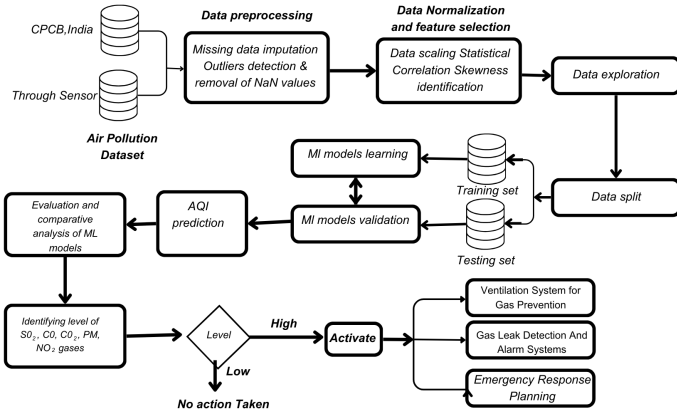 Data preprocessing
Data Normalization
and feature selection
CPCB,India
Through Sensor
Air Pollution
Dataset
Missing data imputation
Outliers detection &
removal of NaN values
Data scaling Statistical
Correlation Skewness
identification
Data exploration
Data split
Training set
Testing set
Ml models learning
Ml models validation
AQI
prediction
Evaluation and
comparative
analysis of ML
models
Identifying level of
S0₂, C0, C0₂, PM,
NO₂ gases
Level
High
Low
No action Taken
Activate
Ventilation System for
Gas Prevention
Gas Leak Detection And
Alarm Systems
Emergency Response
Planning